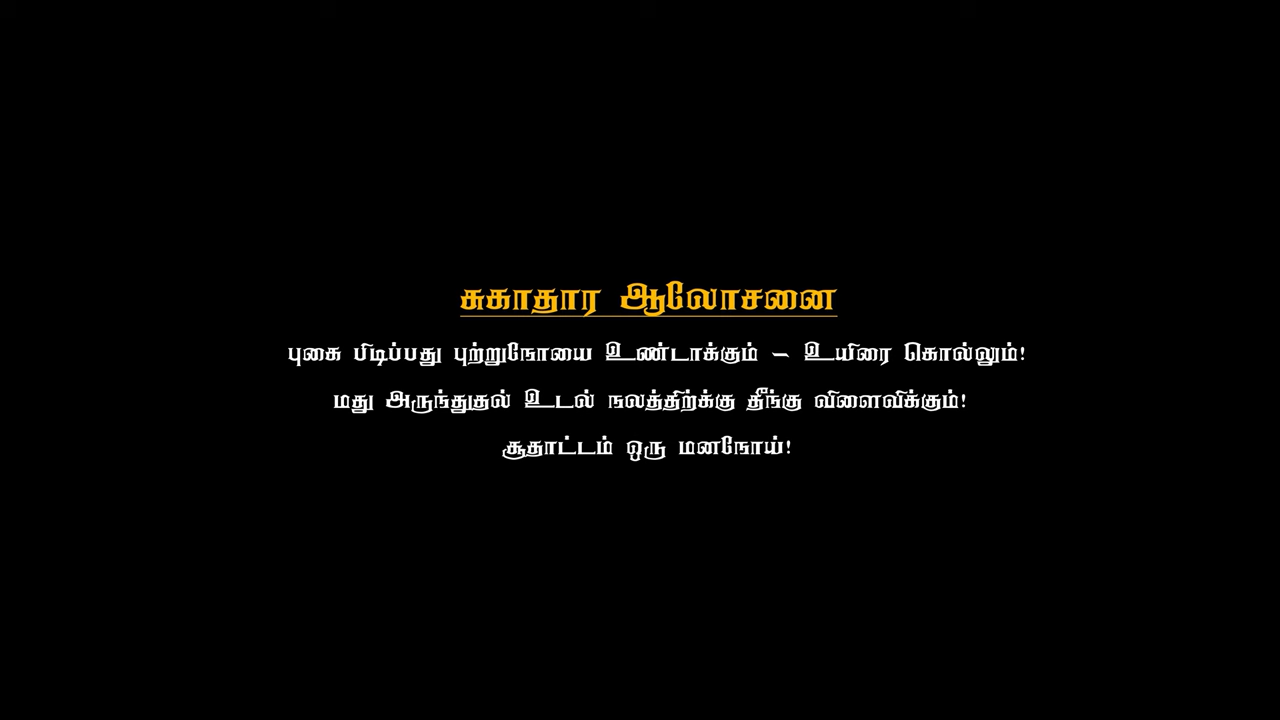 சுகாதார ஆலோசனை
புகை பிடிப்பது புற்றுநோயை உண்டாக்கும் – உயிரை கொல்லும்!
மது அருந்துதல் உடல் நலத்திற்க்கு தீங்கு விளைவிக்கும்!
சூதாட்டம் ஒரு மனநோய்!